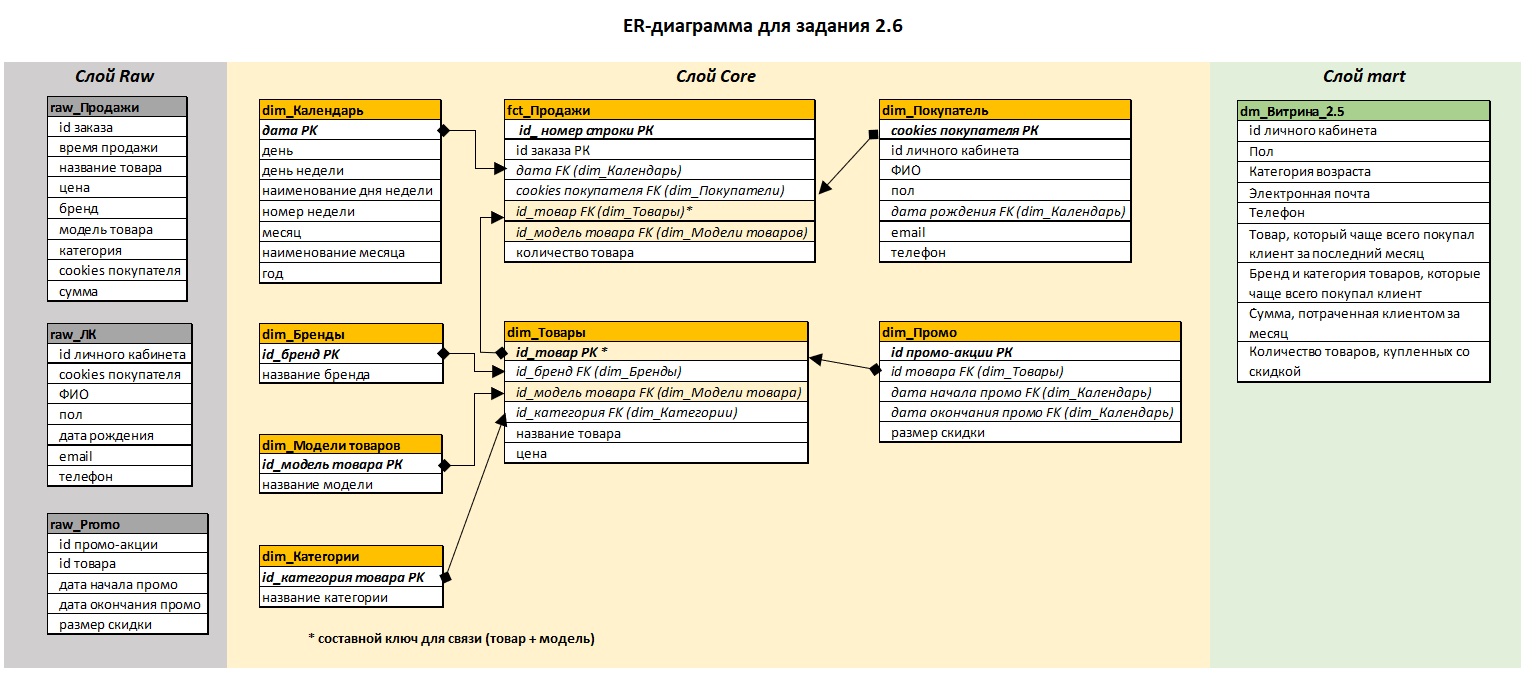 ER-диаграмма для задания 2.6
Слой Raw
raw_Продажи
id заказа
время продажи
название товара
цена
бренд
модель товара
категория
cookies покупателя
сумма
raw_ЛК
id личного кабинета
cookies покупателя
ФИО
пол
дата рождения
email
телефон
raw_Promo
id промо-акции
id товара
дата начала промо
дата окончания промо
размер скидки
Слой Core
dim_Календарь
дата PK
день
день недели
наименование дня недели
номер недели
месяц
наименование месяца
год
dim_Бренды
id_бренд PK
название бренда
dim_Модели товаров
id_модель товара PK
название модели
dim_Категории
id_категория товара PK
название категории
fct_Продажи
id_ номер строки PK
id заказа PK
дата FK (dim_Календарь)
cookies покупателя FK (dim_Покупатели)
id_товар FK (dim_Товары)*
id_модель товара FK (dim_Модели товаров)
количество товара
dim_Товары
id_товар PK *
id_бренд FK (dim_Бренды)
id_модель товара FK (dim_Модели товара)
id_категория FK (dim_Категории)
название товара
цена
dim_Покупатель
cookies покупателя PK
id личного кабинета
ФИО
пол
дата рождения FK (dim_Календарь)
email
телефон
dim_Промо
id промо-акции PK
id товара FK (dim_Товары)
дата начала промо FK (dim_Календарь)
дата окончания промо FK (dim_Календарь)
размер скидки
* составной ключ для связи (товар + модель)
Слой mart
dm_Витрина_2.5
id личного кабинета
Пол
Категория возраста
Электронная почта
Телефон
Товар, который чаще всего покупал
клиент за последний месяц
Бренд и категория товаров, которые
чаще всего покупал клиент
Сумма, потраченная клиентом за
месяц
Количество товаров, купленных со
скидкой